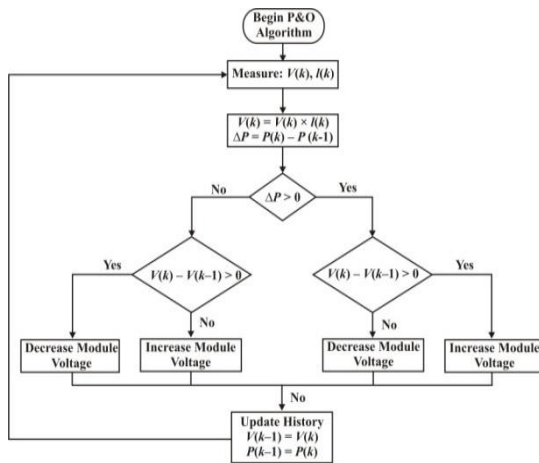 Begin P&O
Algorithm
Measure: V(k), I(k)
V(k) = V(k) × I(k)
ΔP = P(k) – P (k-1)
No
ΔP > 0
Yes
Yes
V(k) – V(k–1) > 0
V(k) – V(k–1) > 0
Yes
No
No
Decrease Module
Voltage
Increase Module
Voltage
Decrease Module
Voltage
Increase Module
Voltage
No
Update History
V(k–1) = V(k)
P(k–1) = P(k)